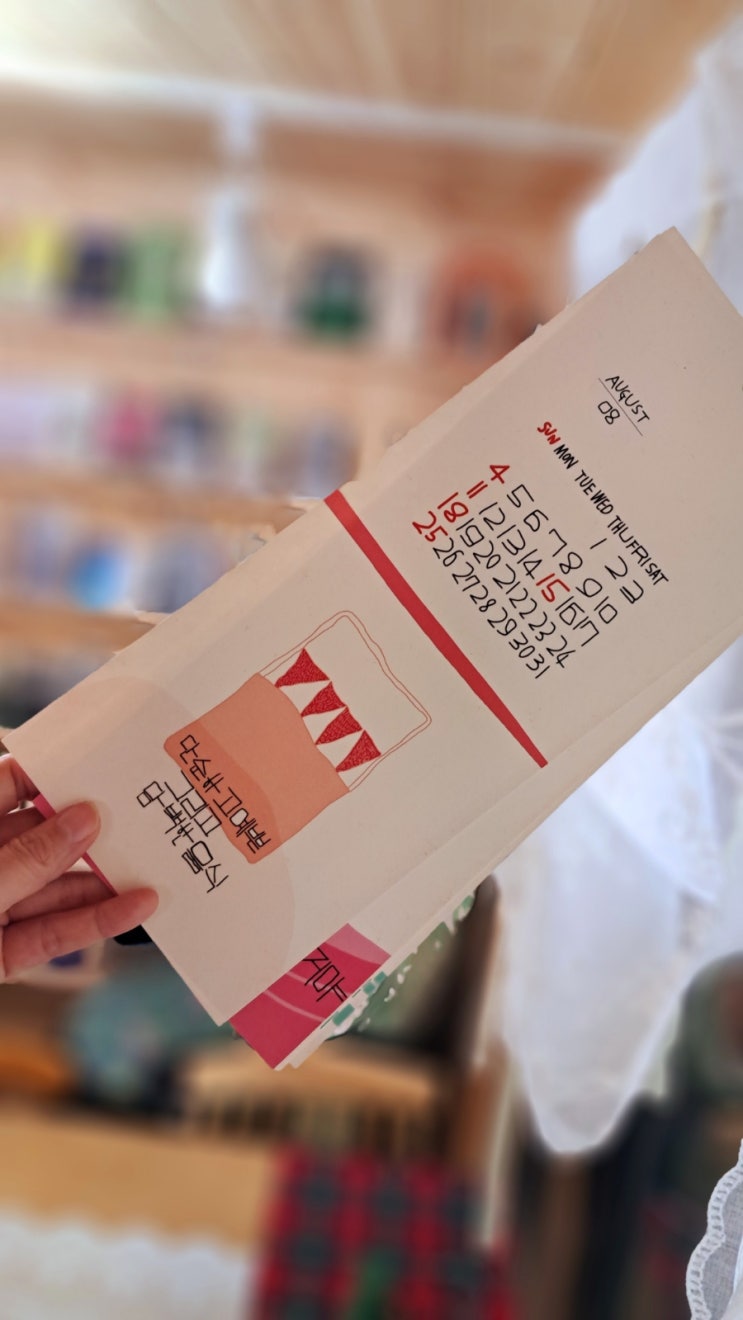 AUGUST
08
SUN MON TUE WED THU FRI SAT
1 2 3
4 5 6 7 8 9 10
11 12 13 14 15 16 17
18 19 20 21 22 23 24
25 26 27 28 29 30 31